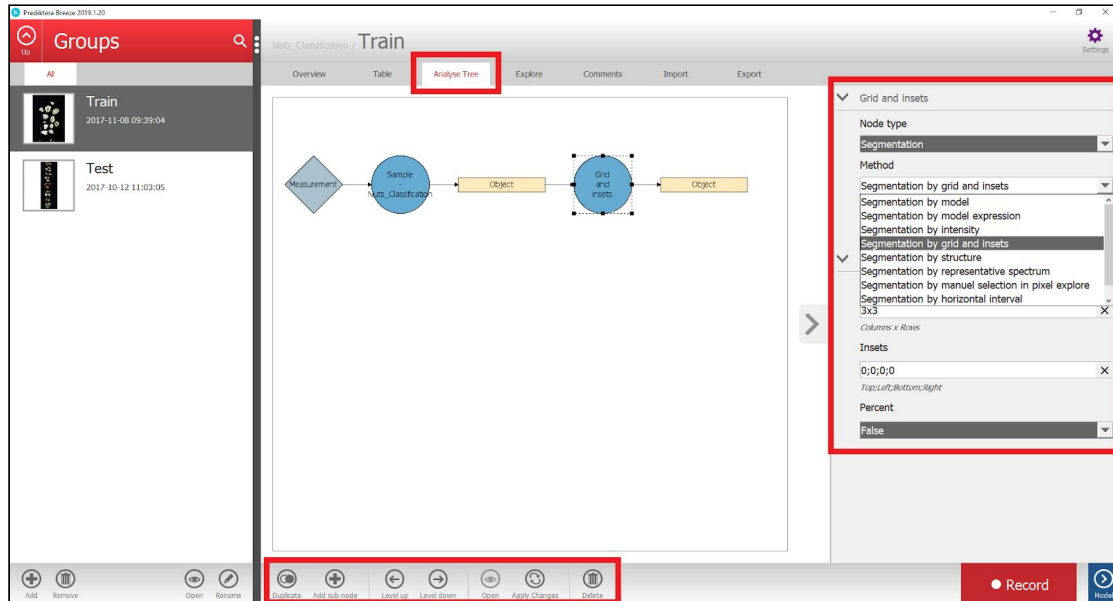 Prediktera Breeze 2019.1.20
Up
Groups
Nuts_Classification / Train
Settings
All
Overview
Table
Analyse Tree
Explore
Comments
Import
Export
Train
2017-11-08 09:39:04
Test
2017-10-12 11:03:05
Measurement
Sample
-
Nuts_Classification
Object
Grid
and
insets
Object
Grid and insets
Node type
Segmentation
Method
Segmentation by grid and insets
Segmentation by model
Segmentation by model expression
Segmentation by intensity
Segmentation by grid and insets
Segmentation by structure
Segmentation by representative spectrum
Segmentation by manuel selection in pixel explore
Segmentation by horizontal interval
3x3
Columns x Rows
Insets
0;0;0;0
Top;Left;Bottom;Right
Percent
False
Add
Remove
Open
Rename
Duplicate
Add sub-node
Level up
Level down
Open
Apply Changes
Delete
Record
Model